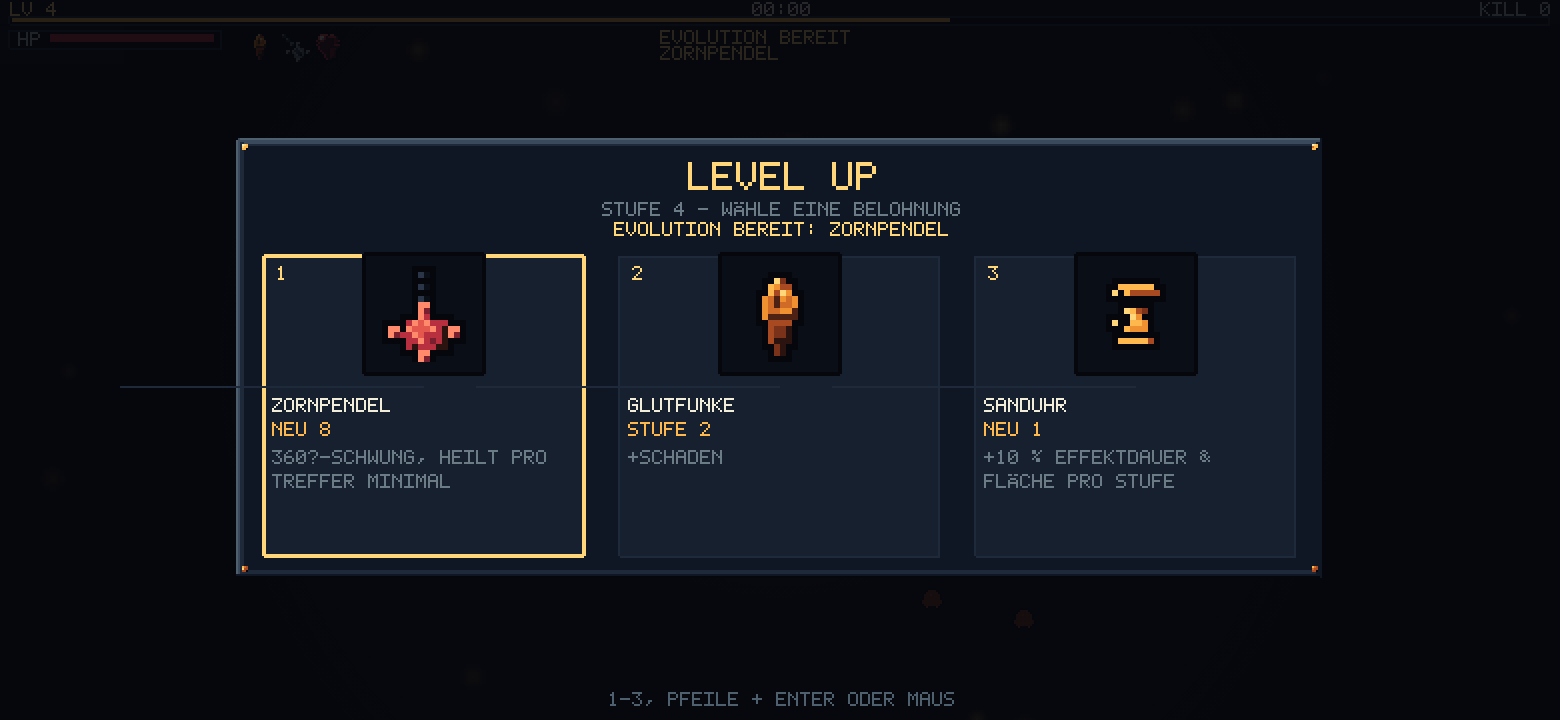 LV 4
00:00
KILL 0
HP
EVOLUTION BEREIT
ZORNPENDEL
LEVEL UP
STUFE 4 - WÄHLE EINE BELOHNUNG
EVOLUTION BEREIT: ZORNPENDEL
1
ZORNPENDEL
NEU 8
360?-SCHWUNG, HEILT PRO
TREFFER MINIMAL
2
GLUTFUNKE
STUFE 2
+SCHADEN
3
SANDUHR
NEU 1
+10 % EFFEKTDAUER &
FLÄCHE PRO STUFE
1-3, PFEILE + ENTER ODER MAUS